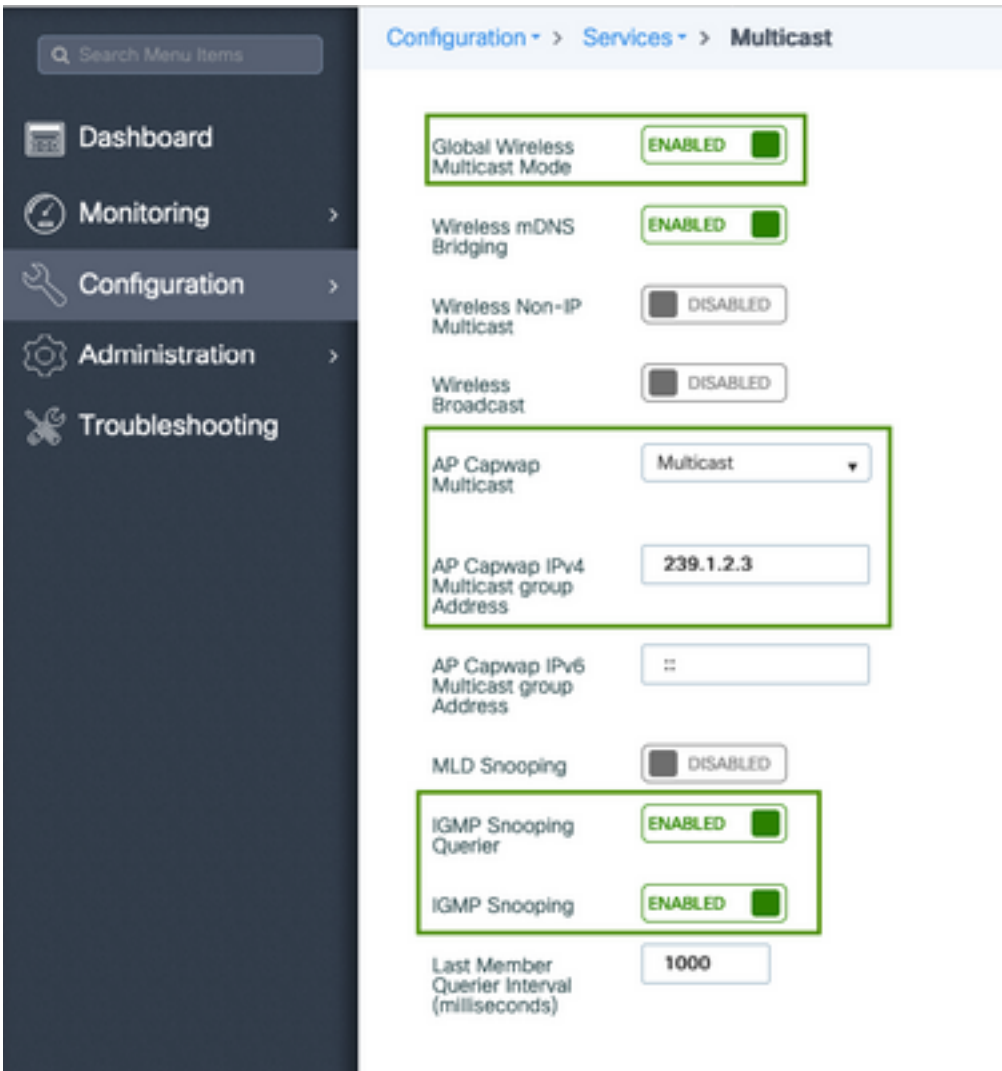 Search Menu Items
Dashboard
Monitoring
Configuration
Administration
Troubleshooting
Configuration > Services > Multicast
Global Wireless
Multicast Mode
ENABLED
Wireless mDNS
Bridging
ENABLED
Wireless Non-IP
Multicast
DISABLED
Wireless
Broadcast
DISABLED
AP Capwap
Multicast
Multicast
AP Capwap IPv4
Multicast group
Address
239.1.2.3
AP Capwap IPv6
Multicast group
Address
::
MLD Snooping
DISABLED
IGMP Snooping
Querier
ENABLED
IGMP Snooping
ENABLED
Last Member
Querier Interval
(milliseconds)
1000